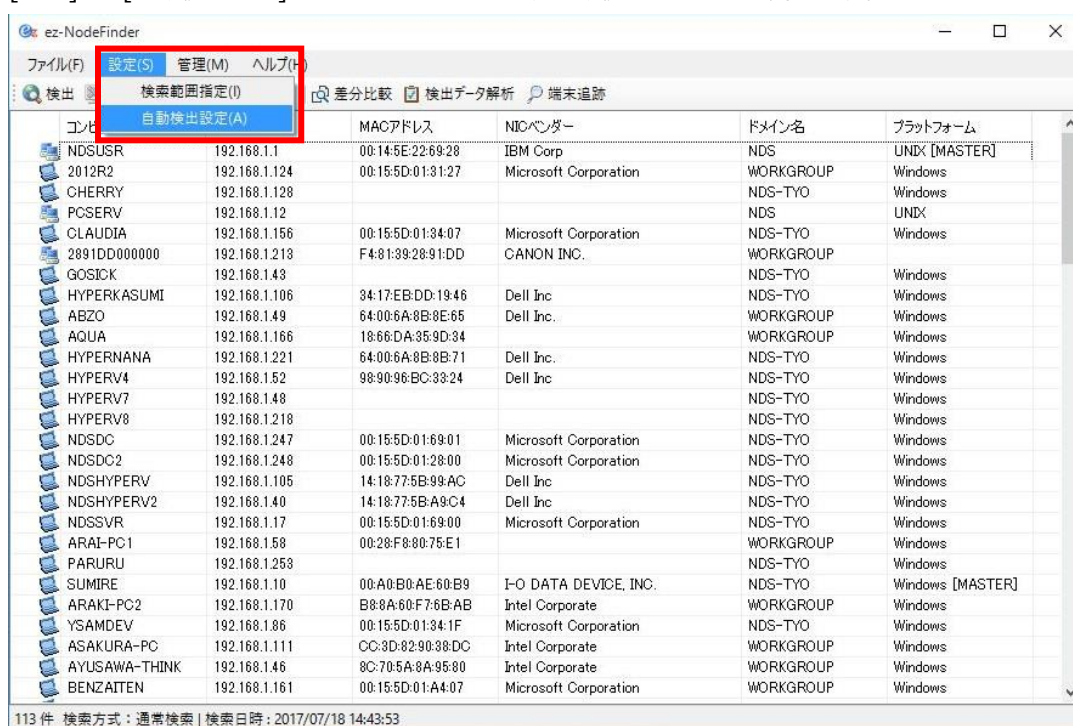 ez-NodeFinder
ファイル(F) 設定(S) 管理(M) ヘルプ(H)
検出 差分比較 検出データ解析 端末追跡
検索範囲指定(I)
自動検出設定(A)
コンピ MACアドレス NICベンダー ドメイン名 プラットフォーム
NDSUSR 192.168.1.1 00:14:5E:22:69:28 IBM Corp NDS UNIX [MASTER]
2012R2 192.168.1.124 00:15:5D:01:31:27 Microsoft Corporation WORKGROUP Windows
CHERRY 192.168.1.128 NDS-TYO Windows
PCSERV 192.168.1.12 NDS UNIX
CLAUDIA 192.168.1.156 00:15:5D:01:34:07 Microsoft Corporation NDS-TYO Windows
2891DD000000 192.168.1.213 F4:81:39:28:91:DD CANON INC. WORKGROUP
GOSICK 192.168.1.43 NDS-TYO Windows
HYPERKASUMI 192.168.1.106 34:17:EB:DD:19:46 Dell Inc NDS-TYO Windows
ABZO 192.168.1.49 64:00:6A:8B:8E:65 Dell Inc. WORKGROUP Windows
AQUA 192.168.1.166 18:66:DA:35:9D:34 WORKGROUP Windows
HYPERNANA 192.168.1.221 64:00:6A:8B:8B:71 Dell Inc. NDS-TYO Windows
HYPERV4 192.168.1.52 98:90:96:BC:33:24 Dell Inc NDS-TYO Windows
HYPERV7 192.168.1.48 NDS-TYO Windows
HYPERV8 192.168.1.218 NDS-TYO Windows
NDSDC 192.168.1.247 00:15:5D:01:69:01 Microsoft Corporation NDS-TYO Windows
NDSDC2 192.168.1.248 00:15:5D:01:28:00 Microsoft Corporation NDS-TYO Windows
NDSHYPERV 192.168.1.105 14:18:77:5B:99:AC Dell Inc NDS-TYO Windows
NDSHYPERV2 192.168.1.40 14:18:77:5B:A9:C4 Dell Inc NDS-TYO Windows
NDSSVR 192.168.1.17 00:15:5D:01:69:00 Microsoft Corporation NDS-TYO Windows
ARAI-PC1 192.168.1.58 00:28:F8:80:75:E1 WORKGROUP Windows
PARURU 192.168.1.253 NDS-TYO Windows
SUMIRE 192.168.1.10 00:A0:B0:AE:60:B9 I-O DATA DEVICE, INC. NDS-TYO Windows [MASTER]
ARAKI-PC2 192.168.1.170 B8:8A:60:F7:6B:AB Intel Corporate WORKGROUP Windows
YSAMDEV 192.168.1.86 00:15:5D:01:34:1F Microsoft Corporation NDS-TYO Windows
ASAKURA-PC 192.168.1.111 CC:3D:82:90:38:DC Intel Corporate WORKGROUP Windows
AYUSAWA-THINK 192.168.1.46 8C:70:5A:8A:95:80 Intel Corporate WORKGROUP Windows
BENZAITEN 192.168.1.161 00:15:5D:01:A4:07 Microsoft Corporation WORKGROUP Windows
113 件 検索方式：通常検索 | 検索日時 : 2017/07/18 14:43:53